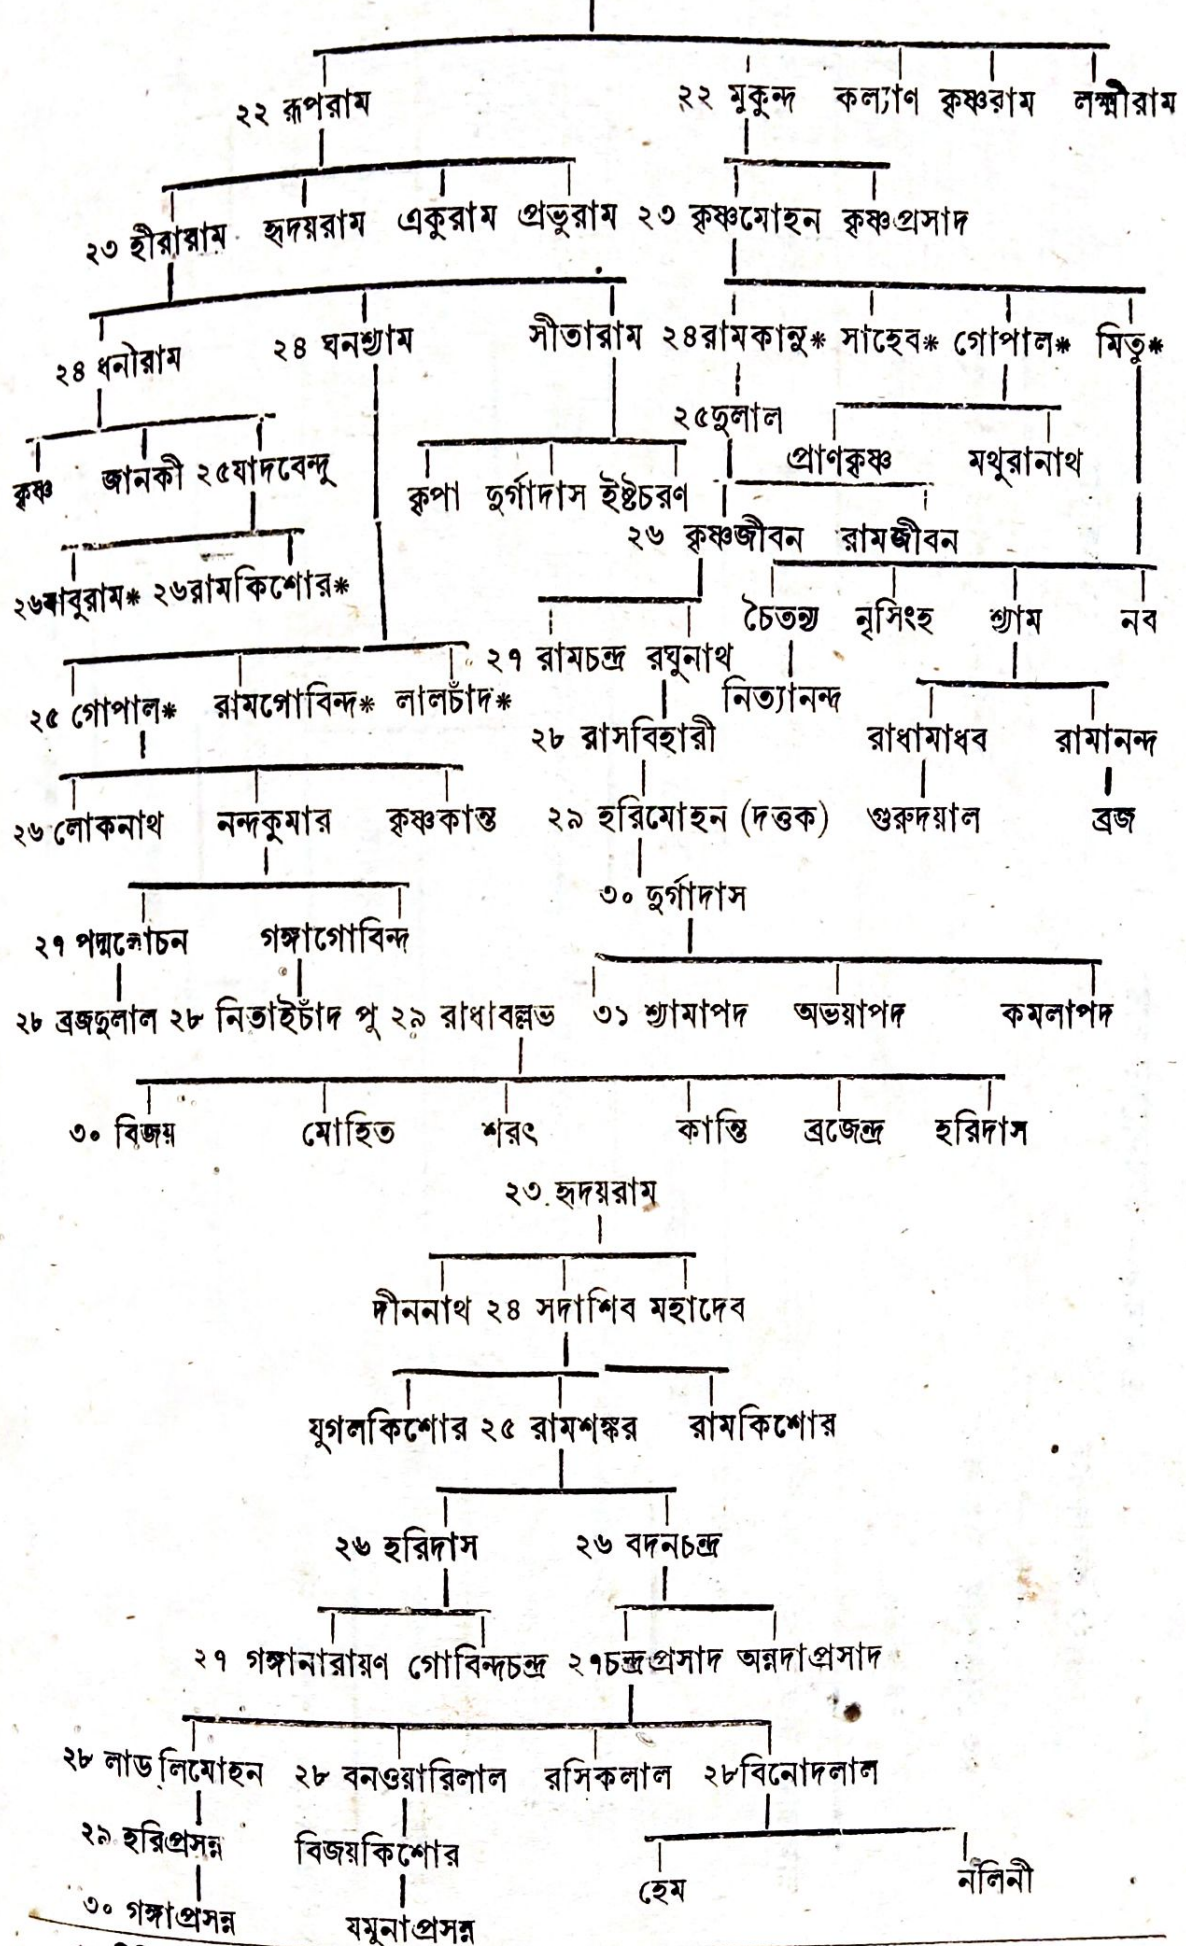 ২২ রূপরাম ২২ মুকুন্দ কল্যাণ কৃষ্ণরাম লক্ষ্মীরাম
২৩ হীরারাম হৃদয়রাম একুরাম প্রভুরাম ২৩ কৃষ্ণমোহন কৃষ্ণপ্রসাদ
২৪ ধনীরাম ২৪ ঘনশ্যাম সীতারাম ২৪রামকানু* সাহেব* গোপাল* মিতু*
২৫দুলাল
প্রাণকৃষ্ণ মথুরানাথ
কৃষ্ণ জানকী ২৫যাদবেন্দু কৃপা দুর্গাদাস ইষ্টচরণ
২৬ কৃষ্ণজীবন রামজীবন
২৬বাবুরাম* ২৬রামকিশোর* চৈতন্য নৃসিংহ শ্যাম নব
২৭ রামচন্দ্র রঘুনাথ
২৫ গোপাল* রামগোবিন্দ* লালচাঁদ* নিত্যানন্দ
২৮ রাসবিহারী রাধামাধব রামানন্দ
২৬ লোকনাথ নন্দকুমার কৃষ্ণকান্ত ২৯ হরিমোহন (দত্তক) গুরুদয়াল ব্রজ
৩০ দুর্গাদাস
২৭ পদ্মলোচন গঙ্গাগোবিন্দ
২৮ ব্রজদুলাল ২৮ নিতাইচাঁদ পু ২৯ রাধাবল্লভ ৩১ শ্যামাপদ অভয়াপদ কমলাপদ
৩০ বিজয় মোহিত শরৎ কান্তি ব্রজেন্দ্র হরিদাস
২৩. হৃদয়রাম
দীননাথ ২৪ সদাশিব মহাদেব
যুগলকিশোর ২৫ রামশঙ্কর রামকিশোর
২৬ হরিদাস ২৬ বদনচন্দ্র
২৭ গঙ্গানারায়ণ গোবিন্দচন্দ্র ২৭চন্দ্রপ্রসাদ অন্নদাপ্রসাদ
২৮ লাডলিমোহন ২৮ বনওয়ারিলাল রসিকলাল ২৮বিনোদলাল
২৯ হরিপ্রসন্ন বিজয়কিশোর হেম নলিনী
৩০ গঙ্গাপ্রসন্ন যমুনাপ্রসন্ন